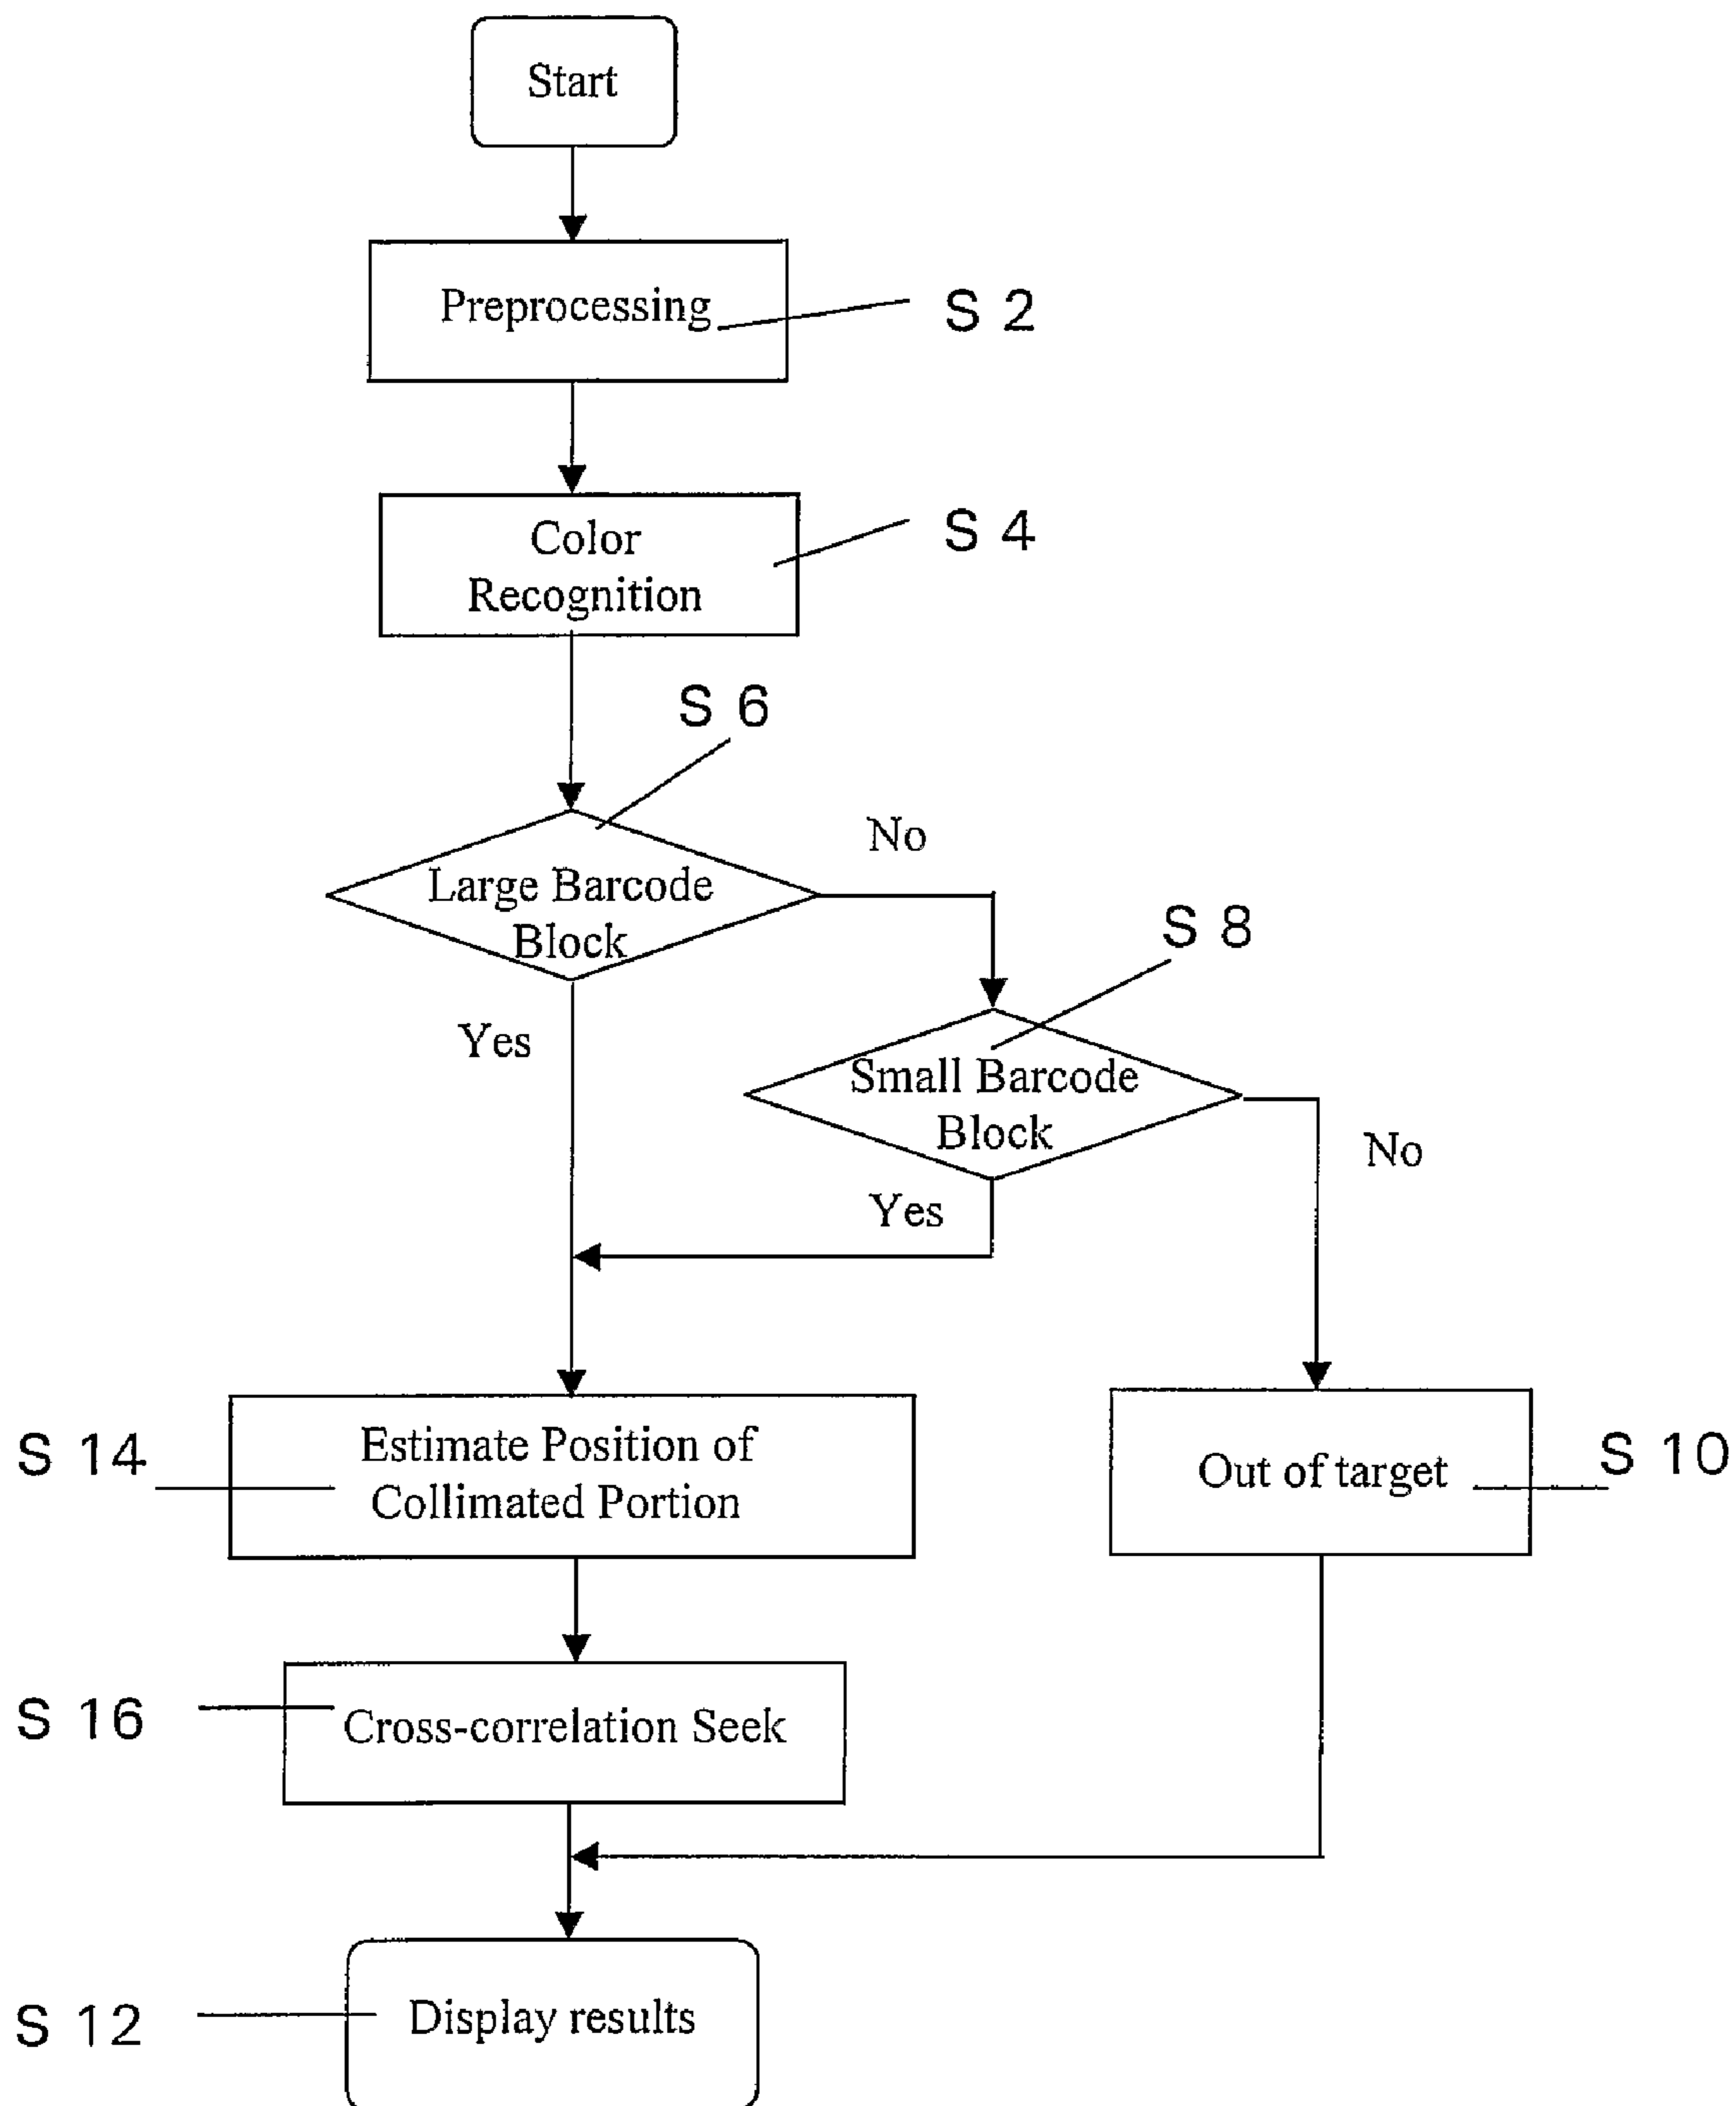 Start
Preprocessing
S 2
Color
Recognition
S 4
S 6
No
Large Barcode
Block
S 8
Yes
Small Barcode
Block
No
Yes
S 14
Estimate Position of
Collimated Portion
Out of target
S 10
S 16
Cross-correlation Seek
S 12
Display results